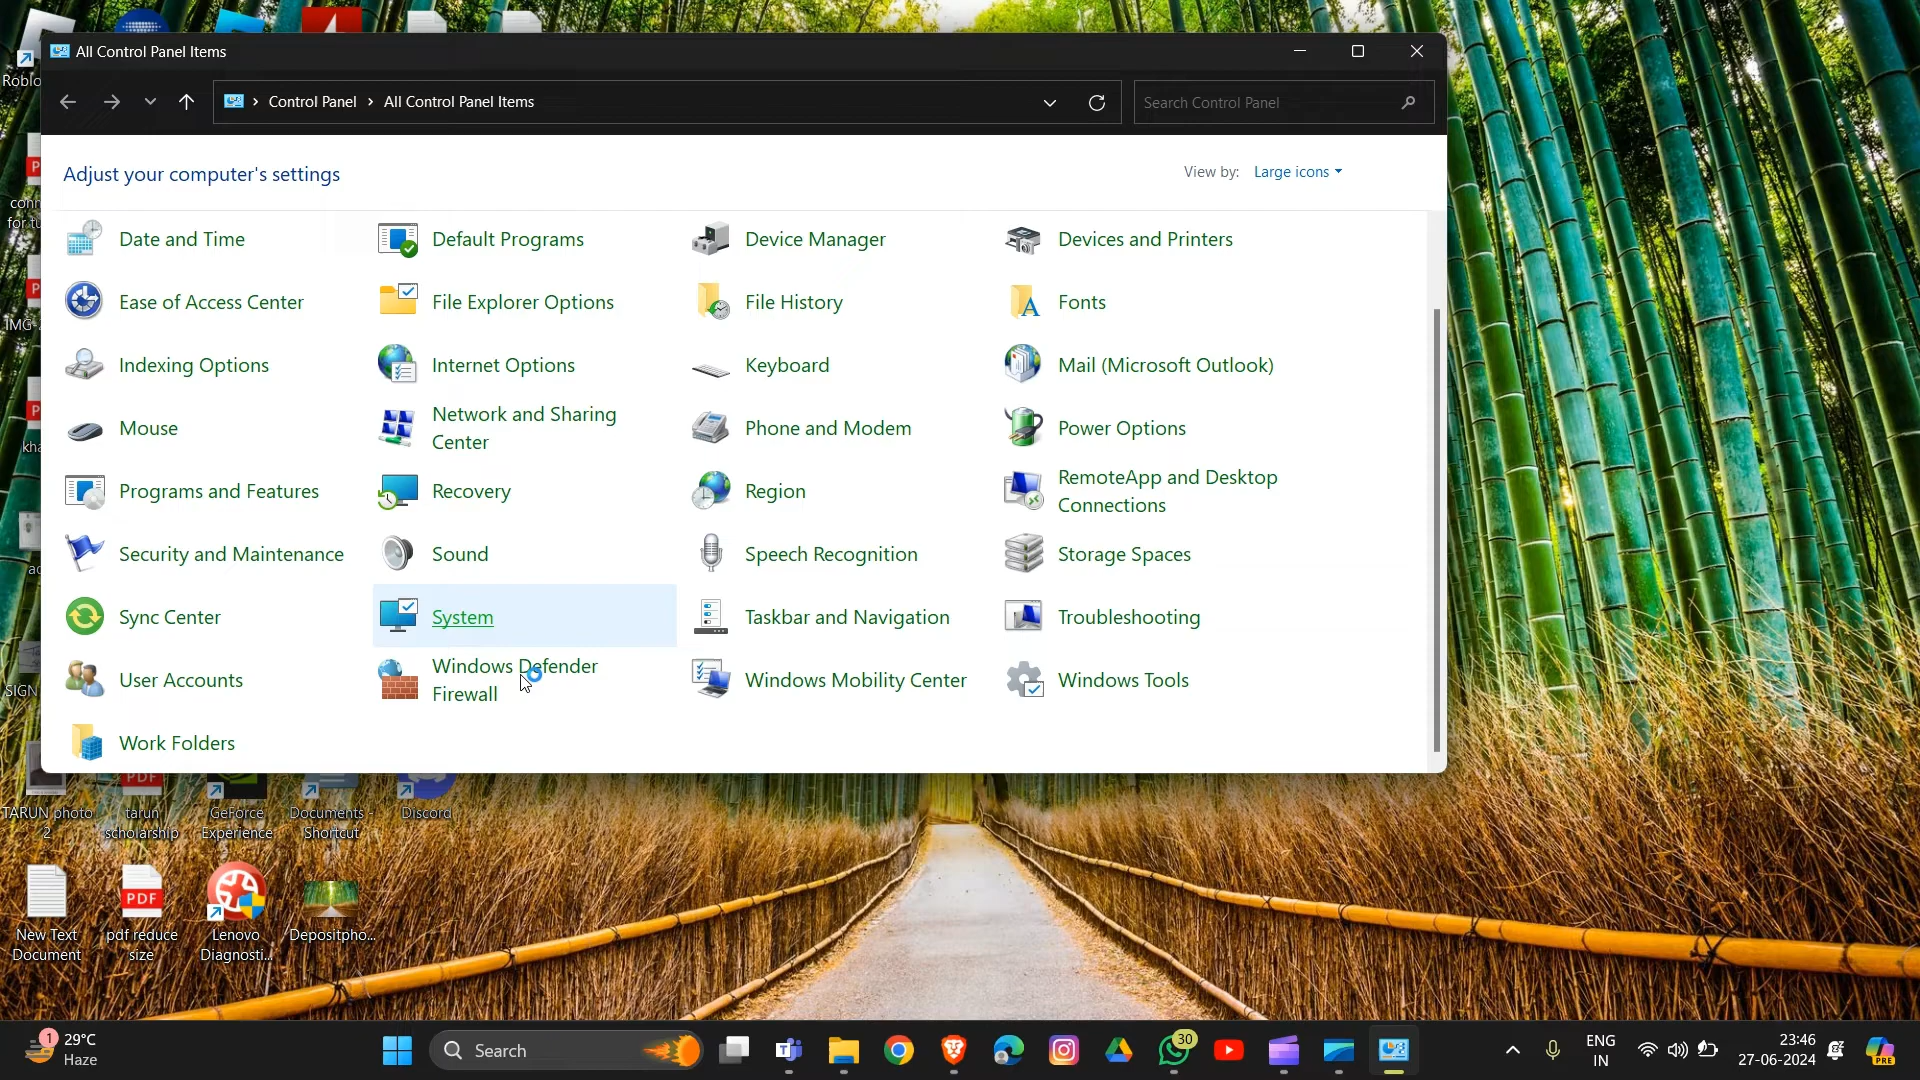 All Control Panel Items
Control Panel
All Control Panel Items
Search Control Panel
Adjust your computer's settings
View by:
Large icons
Date and Time
Default Programs
Device Manager
Devices and Printers
Ease of Access Center
File Explorer Options
File History
Fonts
Indexing Options
Internet Options
Keyboard
Mail (Microsoft Outlook)
Mouse
Network and Sharing
Center
Phone and Modem
Power Options
Programs and Features
Recovery
Region
RemoteApp and Desktop
Connections
Security and Maintenance
Sound
Speech Recognition
Storage Spaces
Sync Center
System
Taskbar and Navigation
Troubleshooting
User Accounts
Windows Defender
Firewall
Windows Mobility Center
Windows Tools
Work Folders
TARUN photo
2
PDF
tarun
scholarship
GeForce
Experience
Documents -
Shortcut
Discord
New Text
Document
PDF
pdf reduce
size
Lenovo
Diagnosti...
Depositpho...
1
29°C
Haze
Search
30
ENG
IN
23:46
27-06-2024
PRE